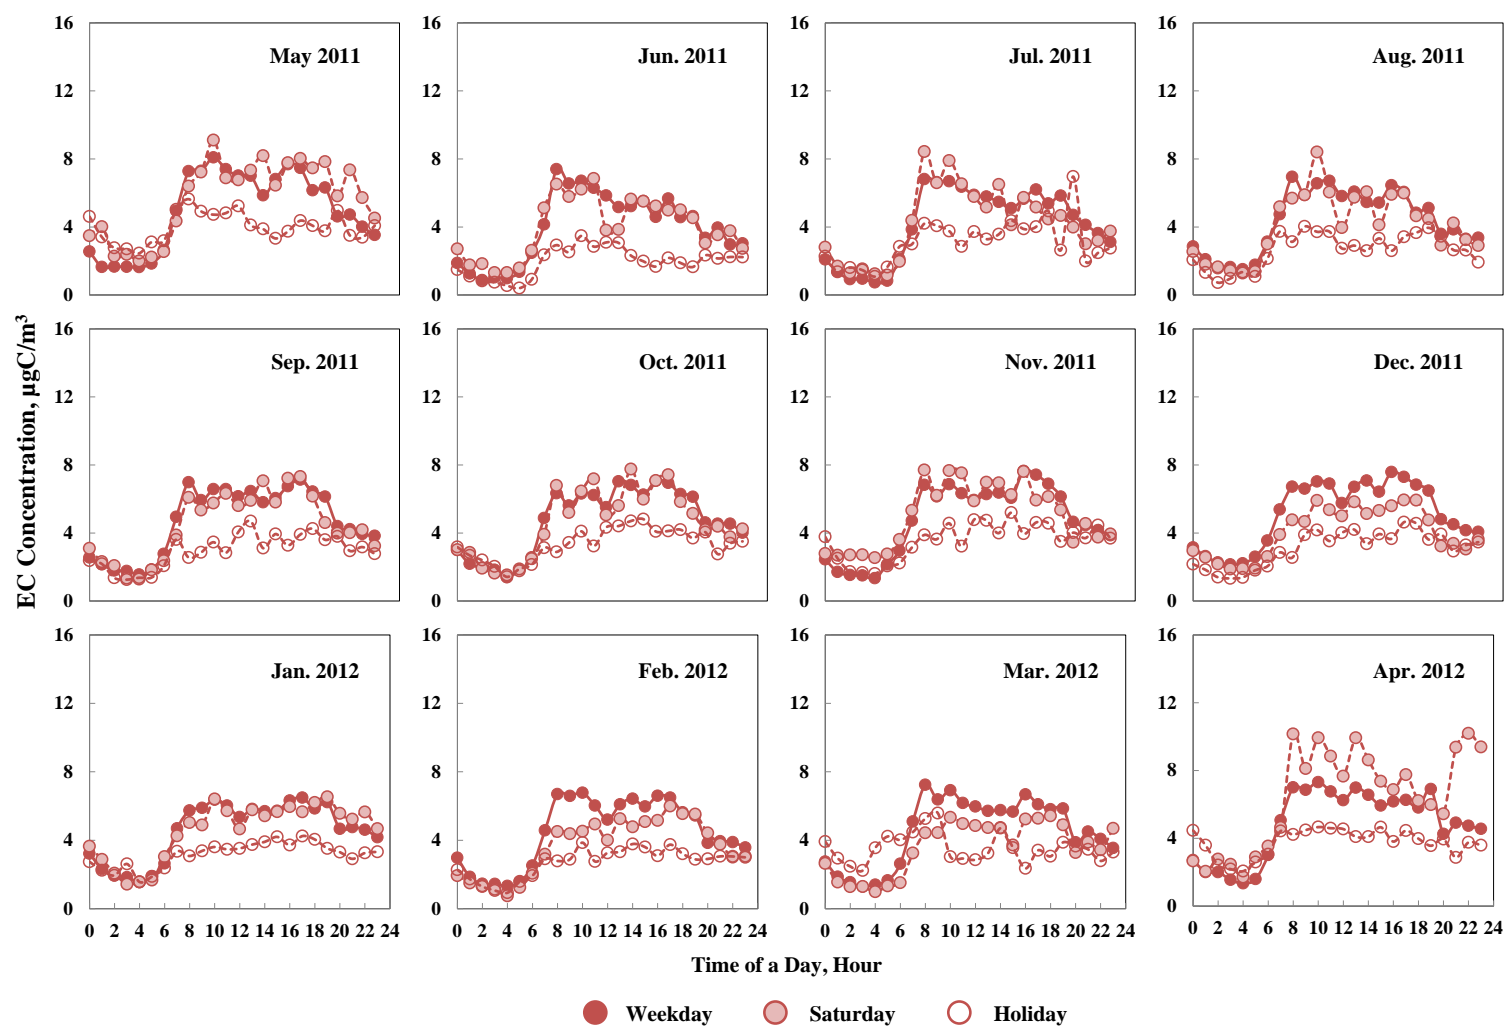 16 16 16 16
May 2011 Jun. 2011 Jul. 2011 Aug. 2011
12 12 12 12
8 8 8 8
4 4 4 4
0 0 0 0
EC Concentration, µgC/m³
16 16 16 16
Sep. 2011 Oct. 2011 Nov. 2011 Dec. 2011
12 12 12 12
8 8 8 8
4 4 4 4
0 0 0 0
16 16 16 16
Jan. 2012 Feb. 2012 Mar. 2012 Apr. 2012
12 12 12 12
8 8 8 8
4 4 4 4
0 0 0 0
0 2 4 6 8 10 12 14 16 18 20 22 24 0 2 4 6 8 10 12 14 16 18 20 22 24 0 2 4 6 8 10 12 14 16 18 20 22 24 0 2 4 6 8 10 12 14 16 18 20 22 24
Time of a Day, Hour
Weekday Saturday Holiday